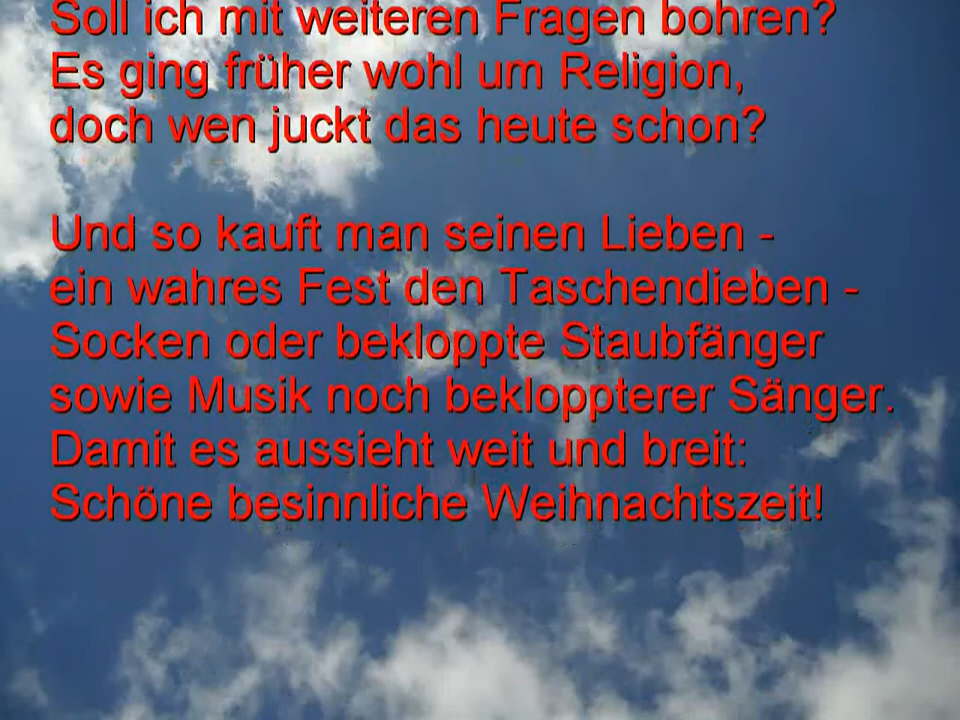 Soll ich mit weiteren Fragen bohren?
Es ging früher wohl um Religion,
doch wen juckt das heute schon?
Und so kauft man seinen Lieben -
ein wahres Fest den Taschendieben -
Socken oder bekloppte Staubfänger
sowie Musik noch bekloppterer Sänger.
Damit es aussieht weit und breit:
Schöne besinnliche Weihnachtszeit!